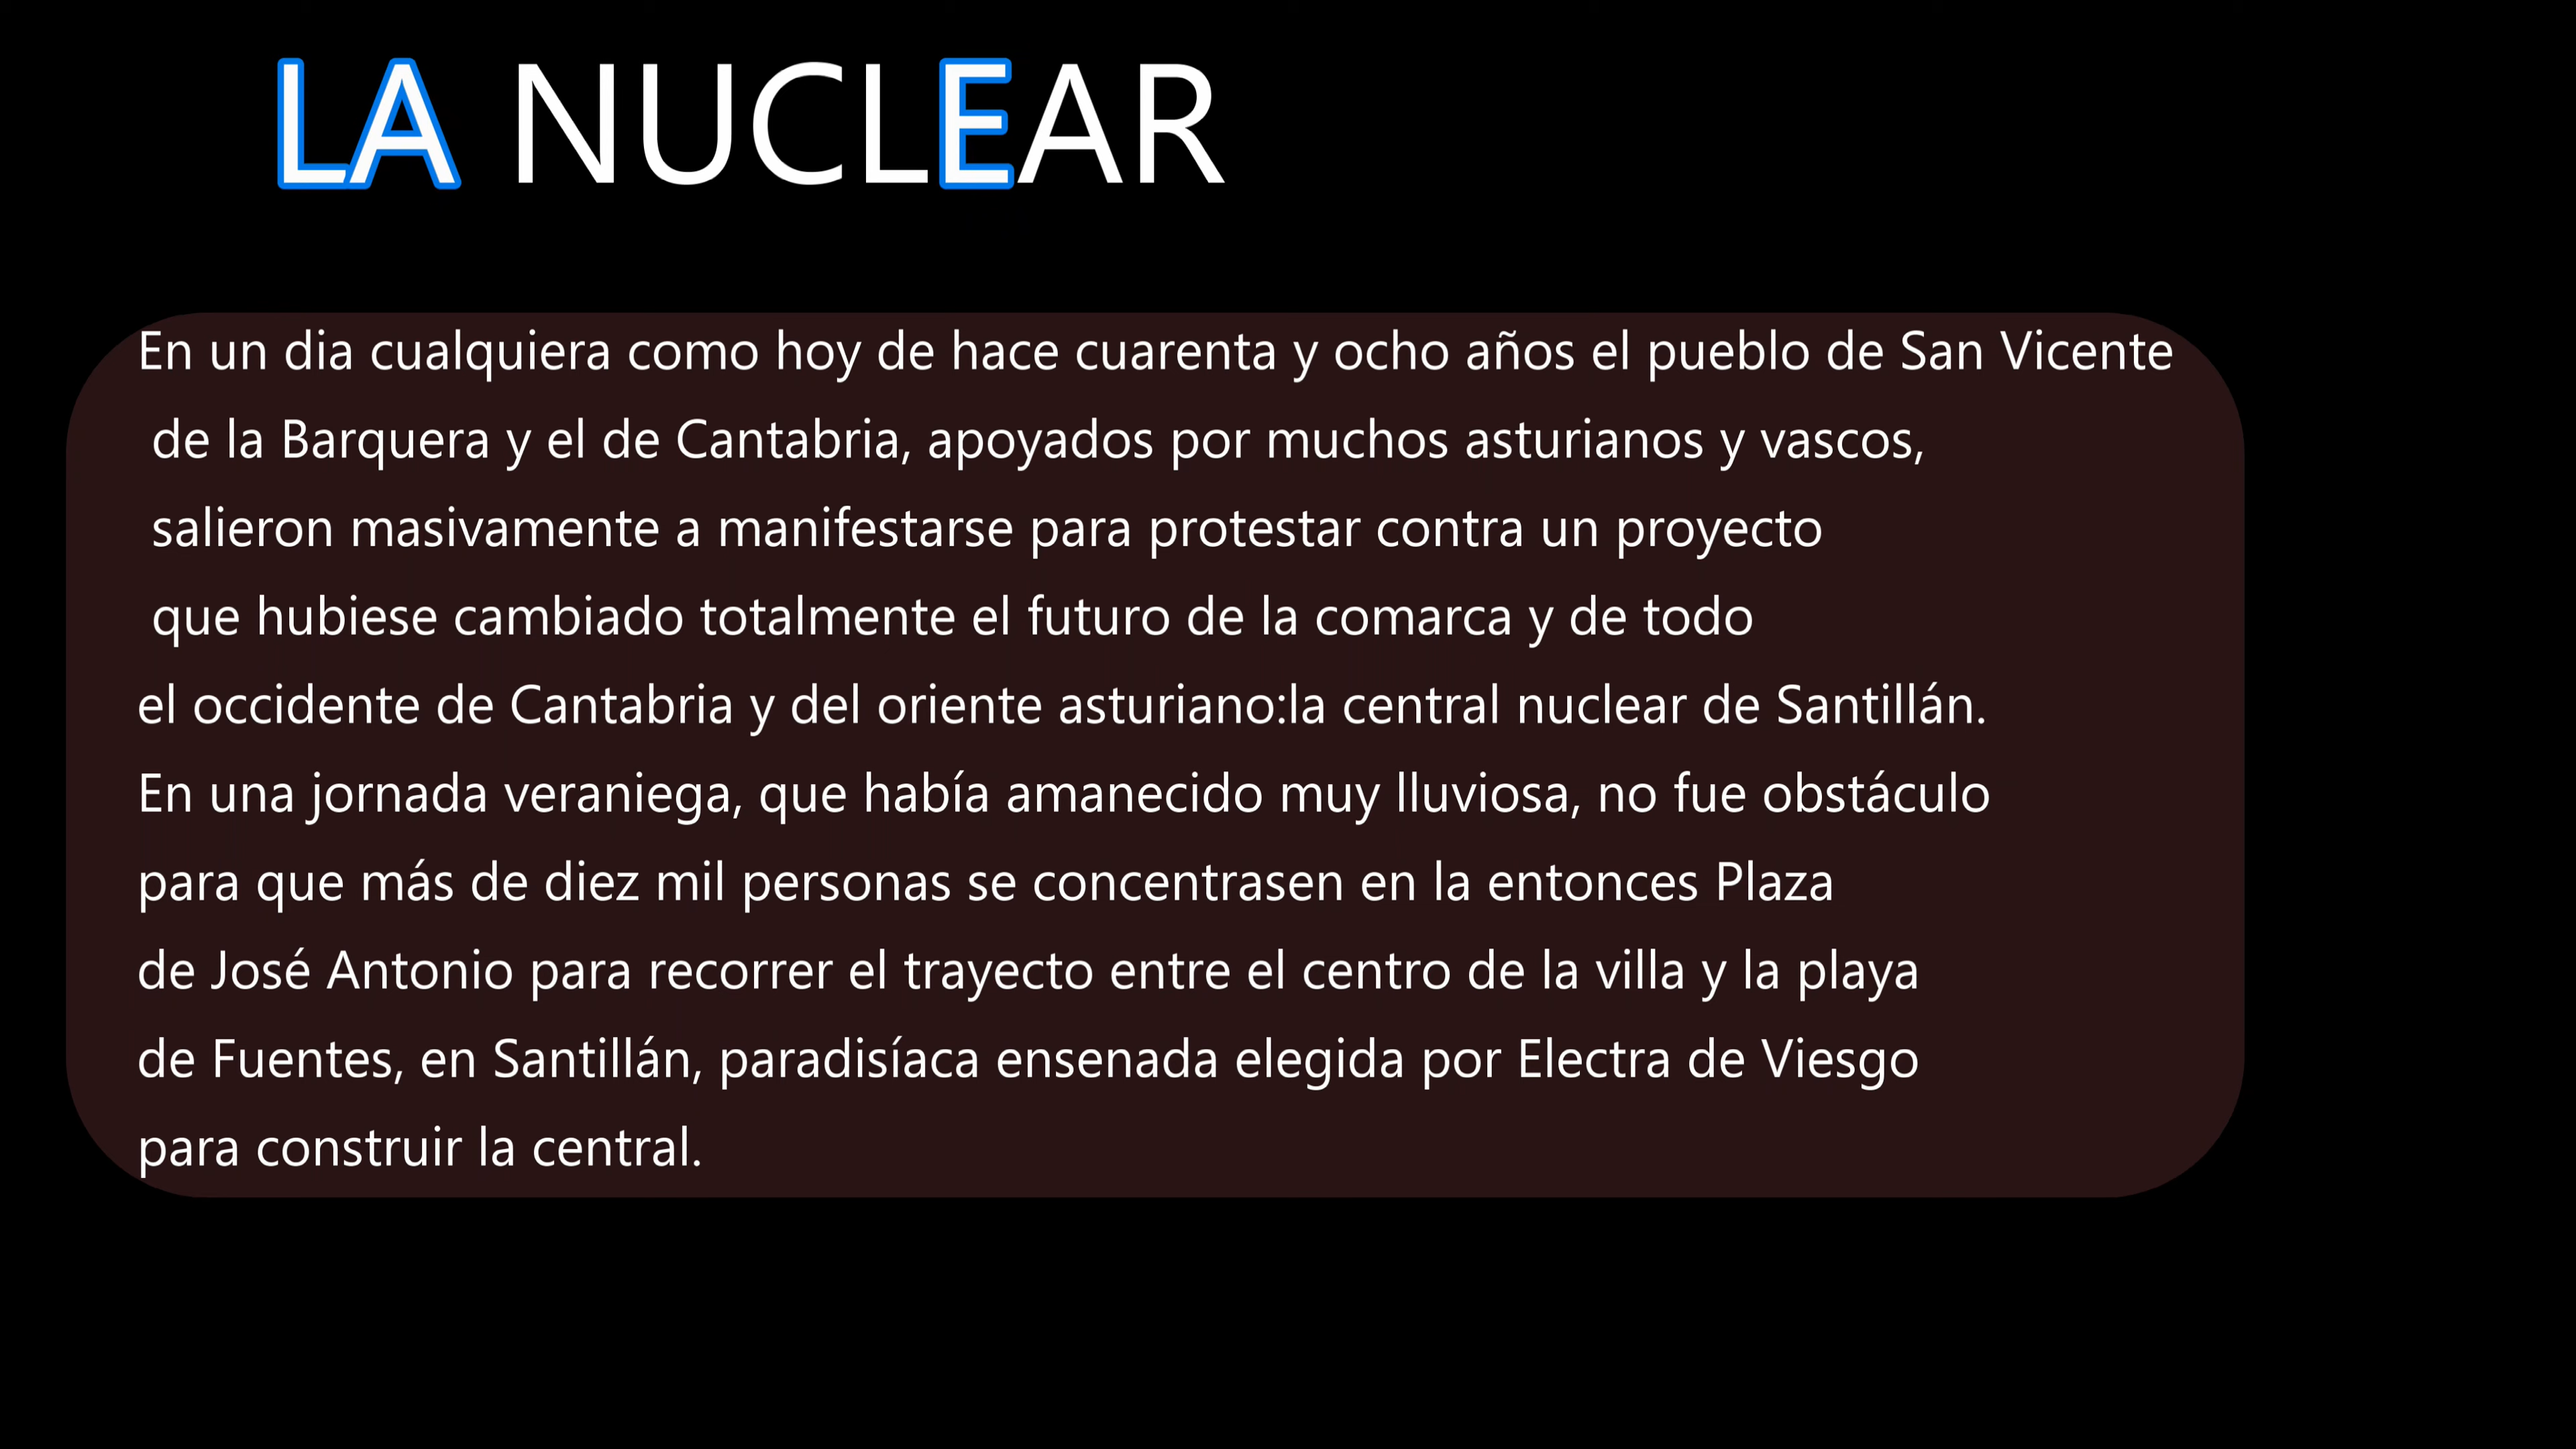 LA NUCLEAR
En un dia cualquiera como hoy de hace cuarenta y ocho años el pueblo de San Vicente
de la Barquera y el de Cantabria, apoyados por muchos asturianos y vascos,
salieron masivamente a manifestarse para protestar contra un proyecto
que hubiese cambiado totalmente el futuro de la comarca y de todo
el occidente de Cantabria y del oriente asturiano:la central nuclear de Santillán.
En una jornada veraniega, que había amanecido muy lluviosa, no fue obstáculo
para que más de diez mil personas se concentrasen en la entonces Plaza
de José Antonio para recorrer el trayecto entre el centro de la villa y la playa
de Fuentes, en Santillán, paradisíaca ensenada elegida por Electra de Viesgo
para construir la central.